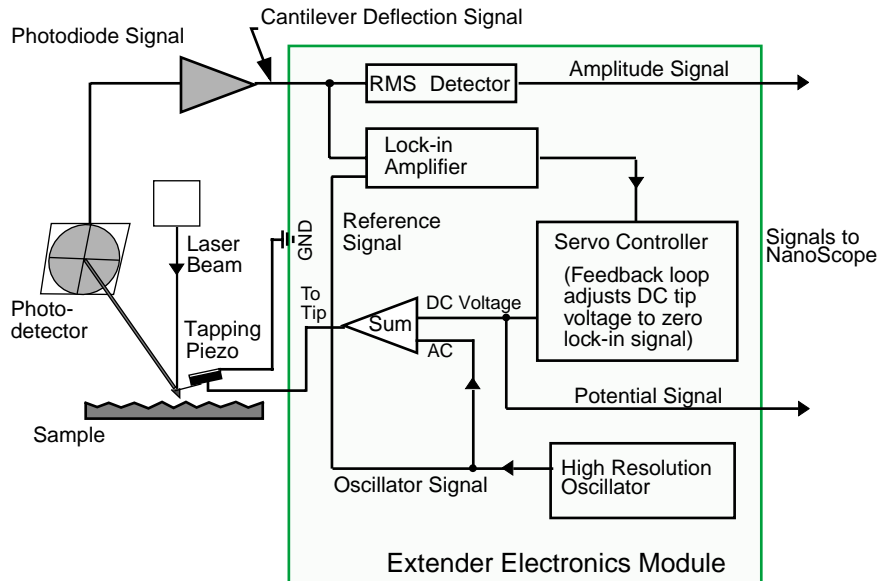 Cantilever Deflection Signal
Photodiode Signal
RMS Detector
Amplitude Signal
Lock-in
Amplifier
Reference
Signal
GND
Laser
Beam
Servo Controller
(Feedback loop
adjusts DC tip
voltage to zero
lock-in signal)
Signals to
NanoScope
Photo-
detector
Tapping
Piezo
To
Tip
Sum
DC Voltage
AC
Potential Signal
Sample
Oscillator Signal
High Resolution
Oscillator
Extender Electronics Module